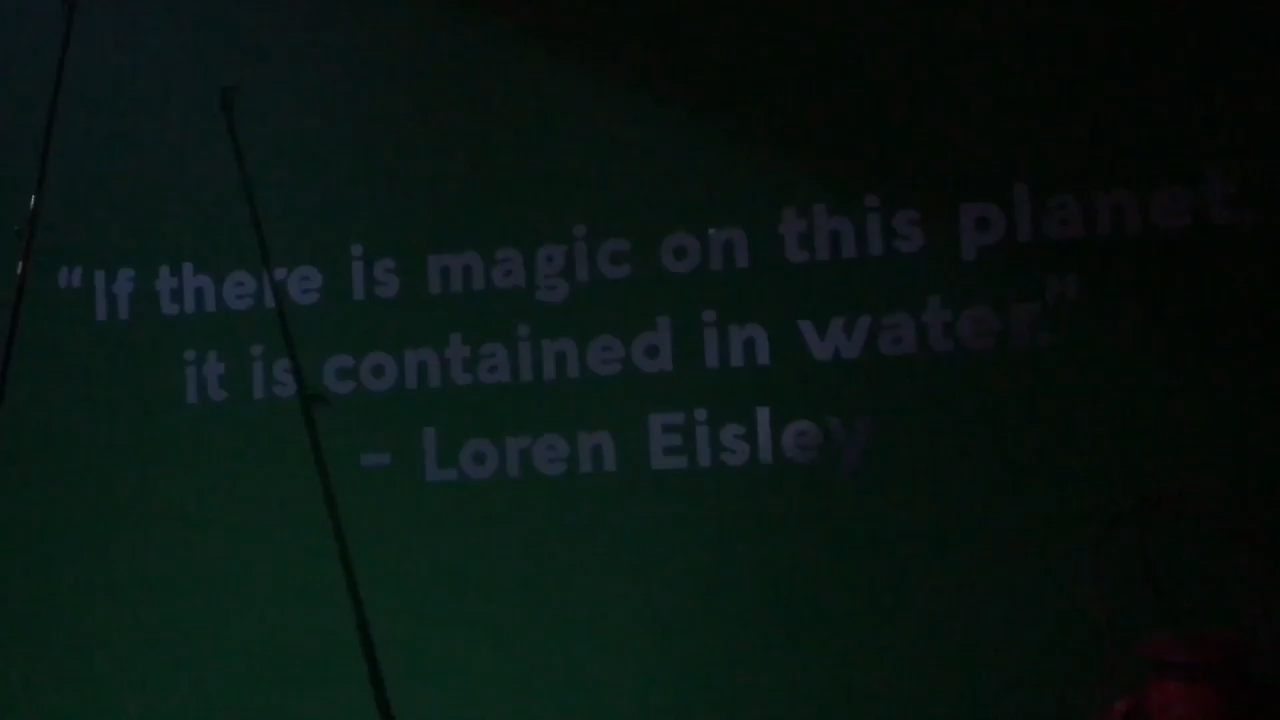 “If there is magic on this planet,
it is contained in water.”
- Loren Eisley